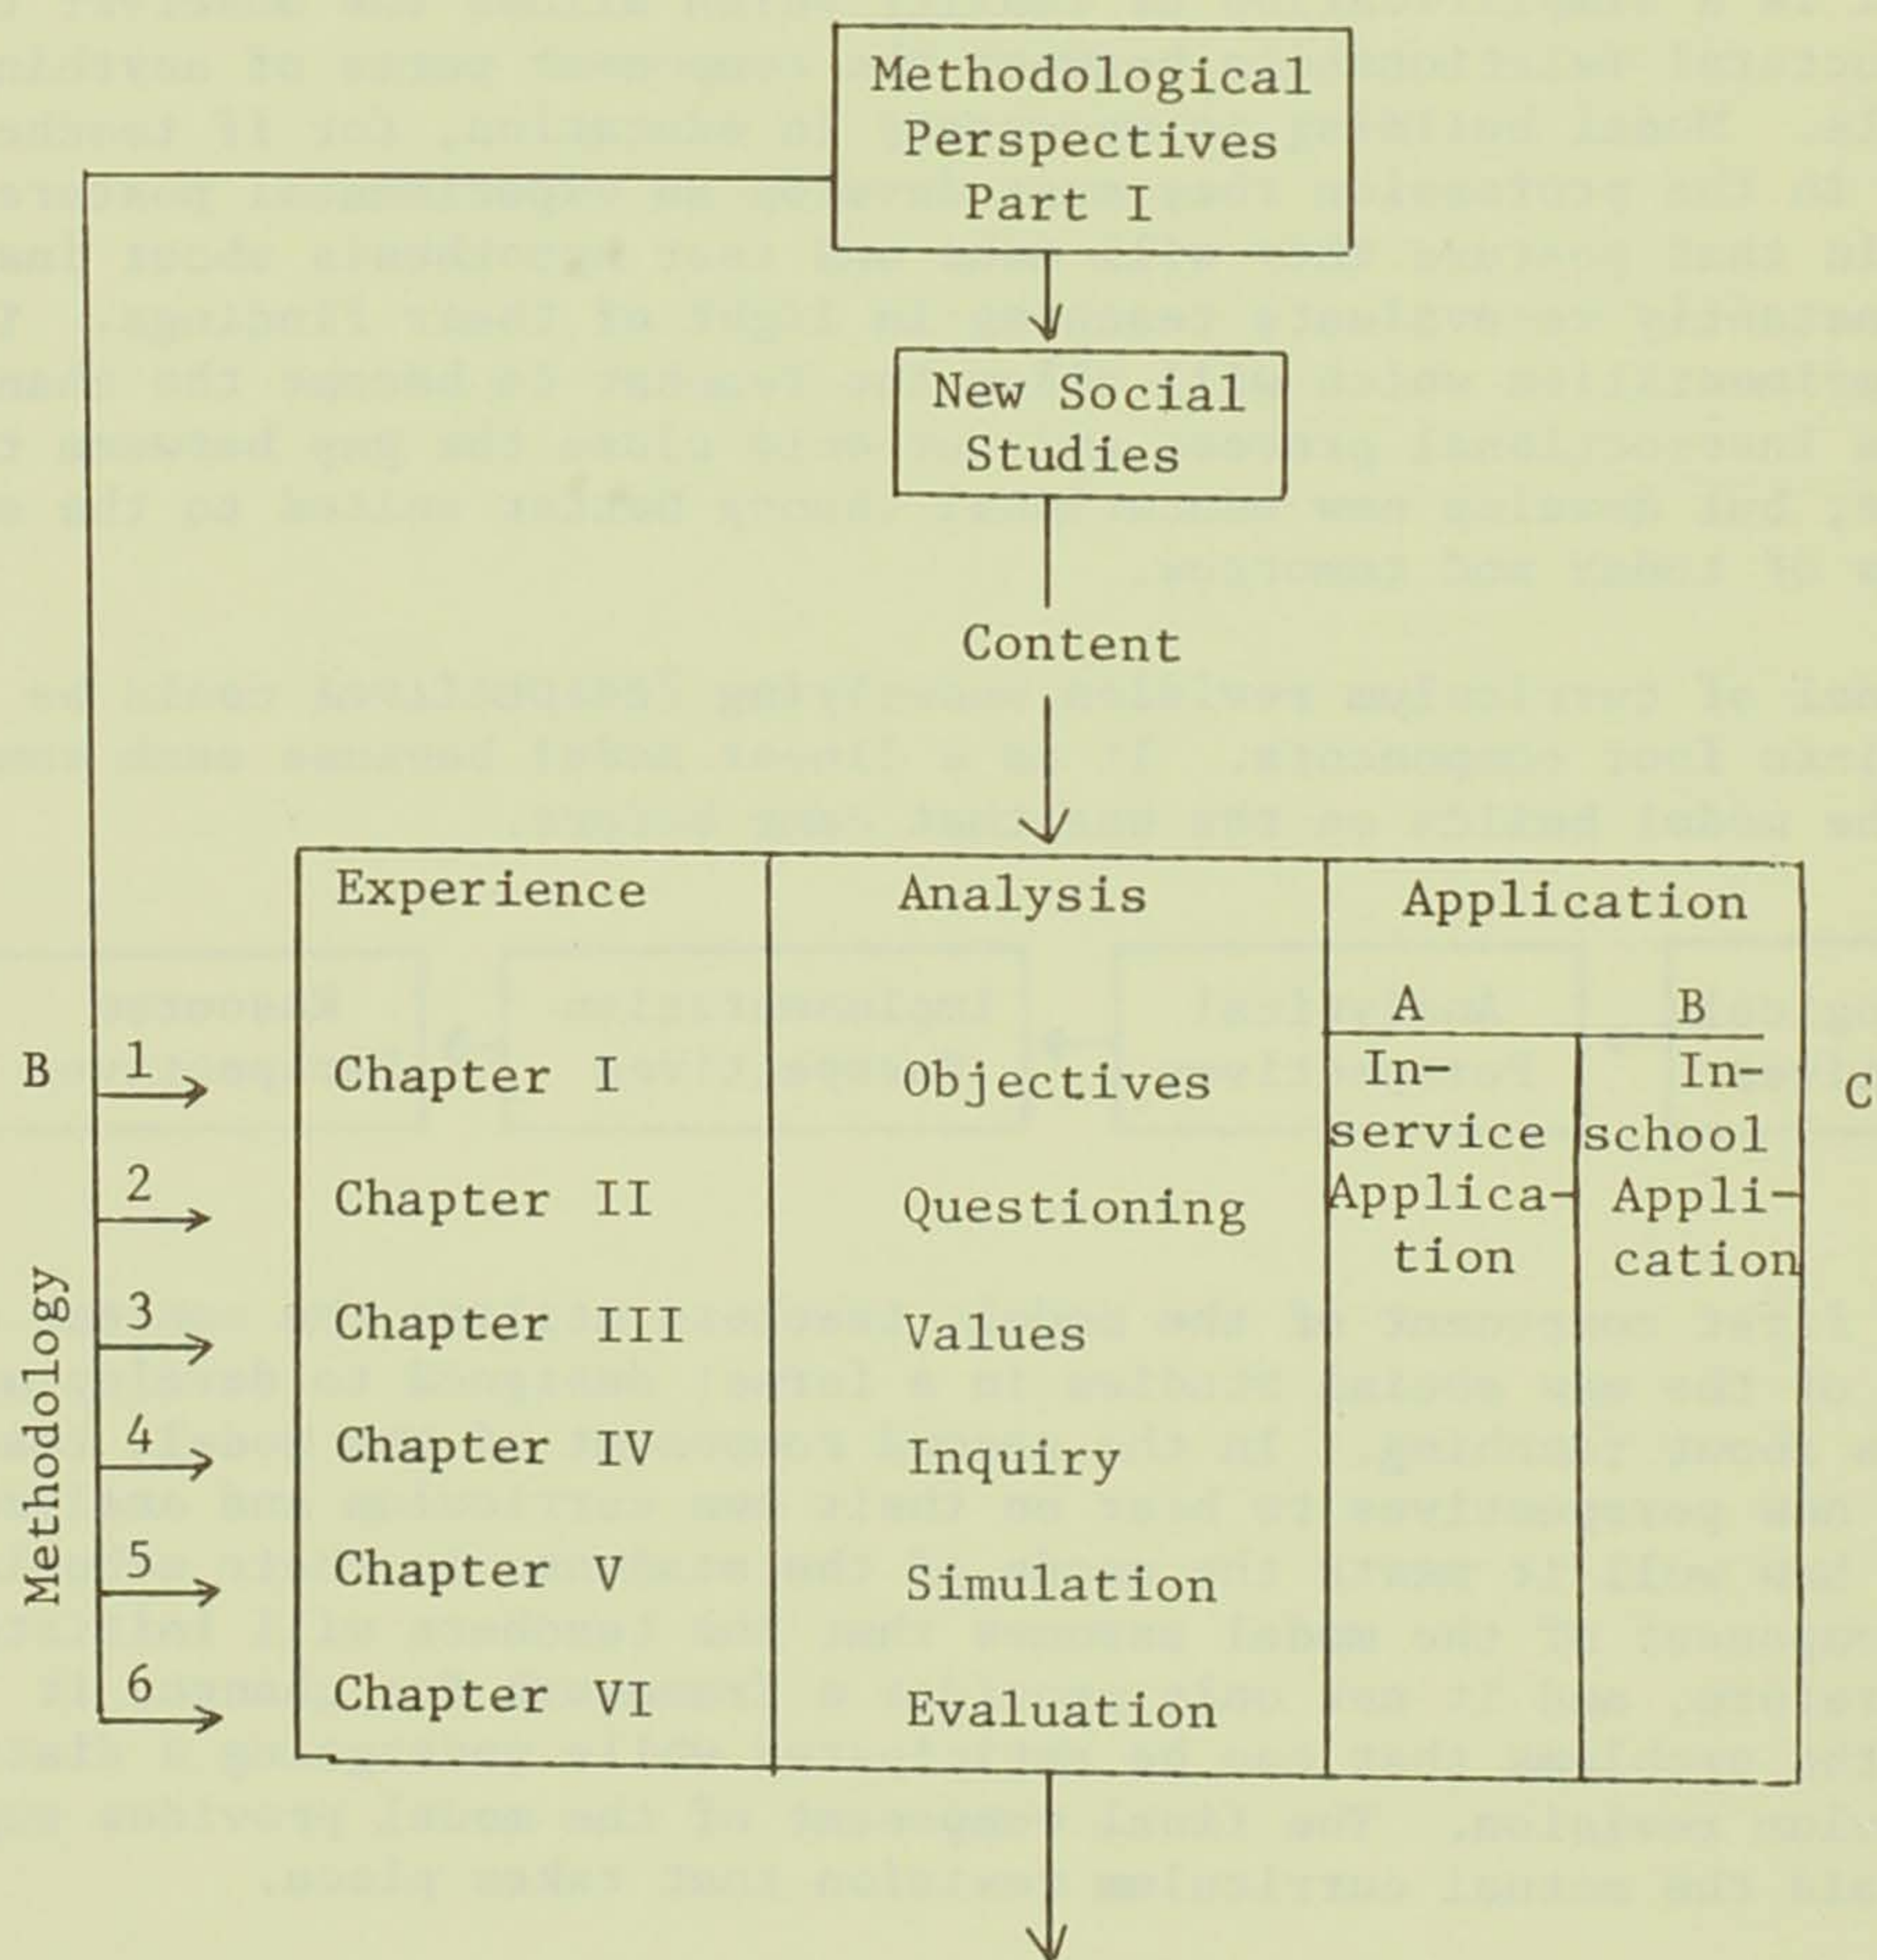 Methodological
Perspectives
Part I
New Social
Studies
Content
Experience Analysis Application
A B
B 1 Chapter I Objectives In- In- C
service school
2 Chapter II Questioning Applica- Appli-
tion cation
Methodology
3 Chapter III Values
4 Chapter IV Inquiry
5 Chapter V Simulation
6 Chapter VI Evaluation